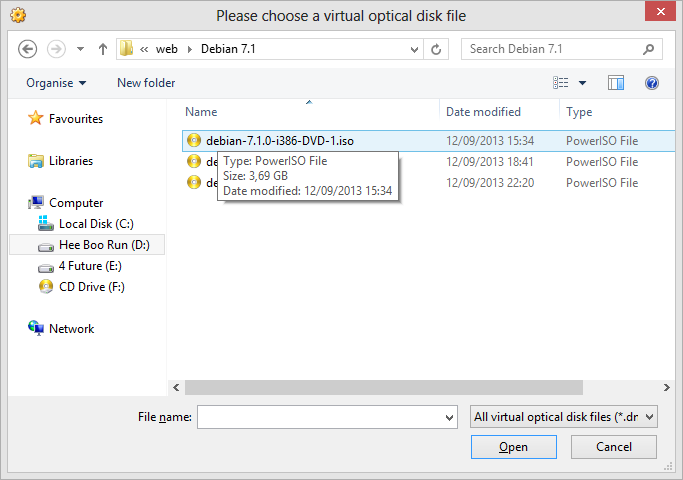 Please choose a virtual optical disk file
« web Debian 7.1
Search Debian 7.1
Organise New folder
Name Date modified Type
debian-7.1.0-i386-DVD-1.iso 12/09/2013 15:34 PowerISO File
de 12/09/2013 18:41 PowerISO File
de 12/09/2013 22:20 PowerISO File
Type: PowerISO File
Size: 3,69 GB
Date modified: 12/09/2013 15:34
Favourites
Libraries
Computer
Local Disk (C:)
Hee Boo Run (D:)
4 Future (E:)
CD Drive (F:)
Network
File name:
All virtual optical disk files (*.dr
Open Cancel